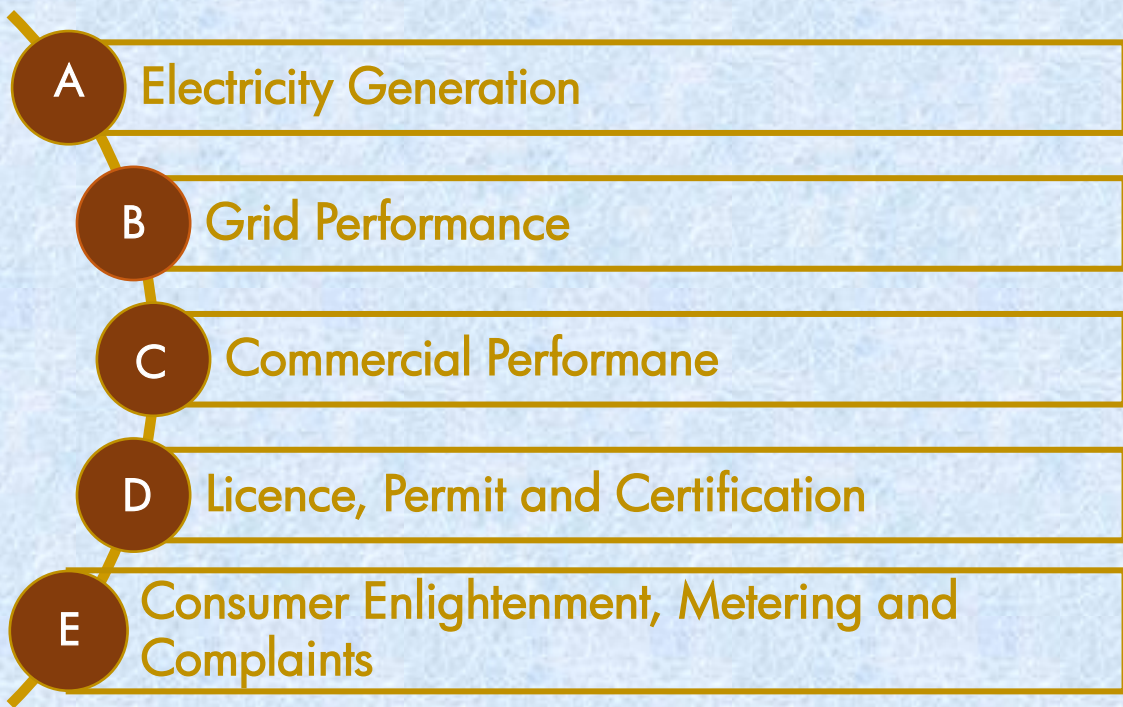 A
Electricity Generation
B
Grid Performance
C
Commercial Performane
D
Licence, Permit and Certification
E
Consumer Enlightenment, Metering and
Complaints